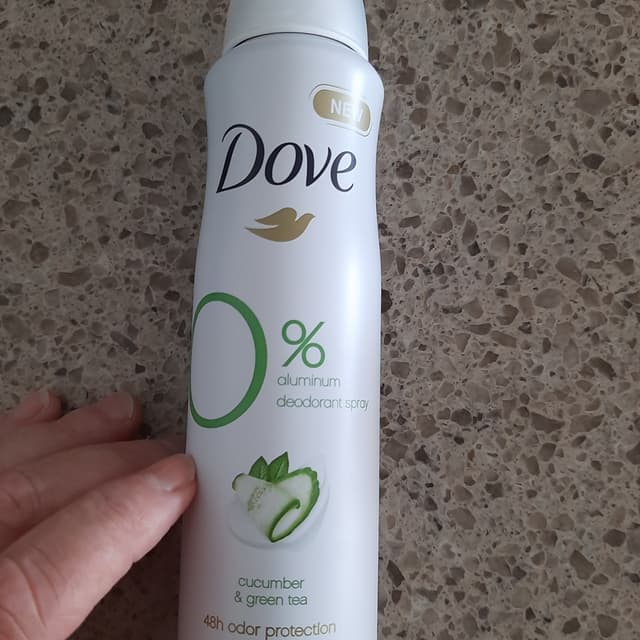 NEW
Dove
0%
aluminum
deodorant spray
cucumber
& green tea
48h odor protection